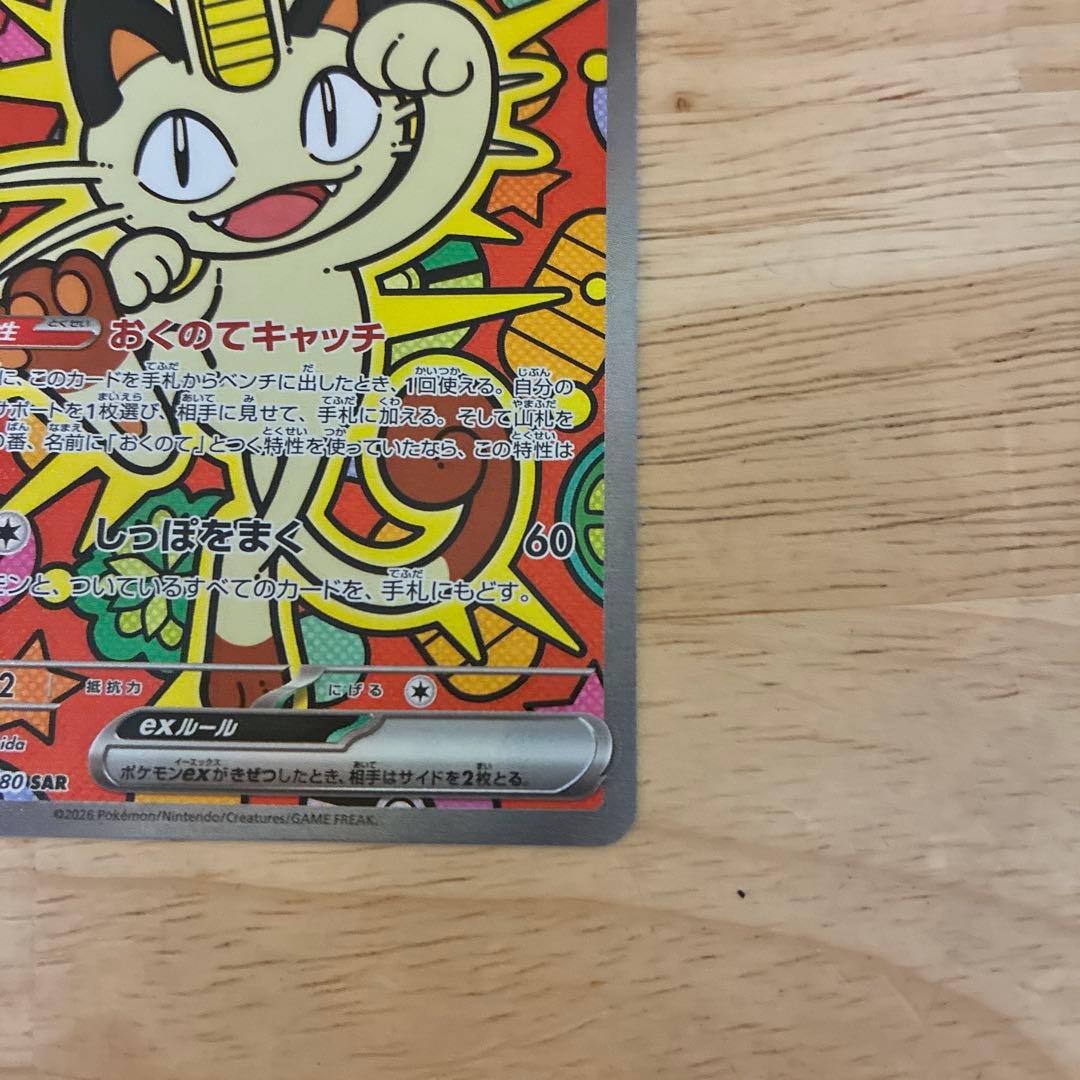 性 とくせい おくのてキャッチ
に、このカードを手札からベンチに出したとき、1回使える。自分の
サポートを1枚選び、相手に見せて、手札に加える。そして山札を
番、名前に「おくのて」とつく特性を使っていたなら、この特性は
しっぽをまく 60
モンと、ついているすべてのカードを、手札にもどす。
2 抵抗力 にげる
exルール
ポケモンexがきぜつしたとき、相手はサイドを2枚とる。
ida
80 SAR
©2026 Pokémon/Nintendo/Creatures/GAME FREAK.